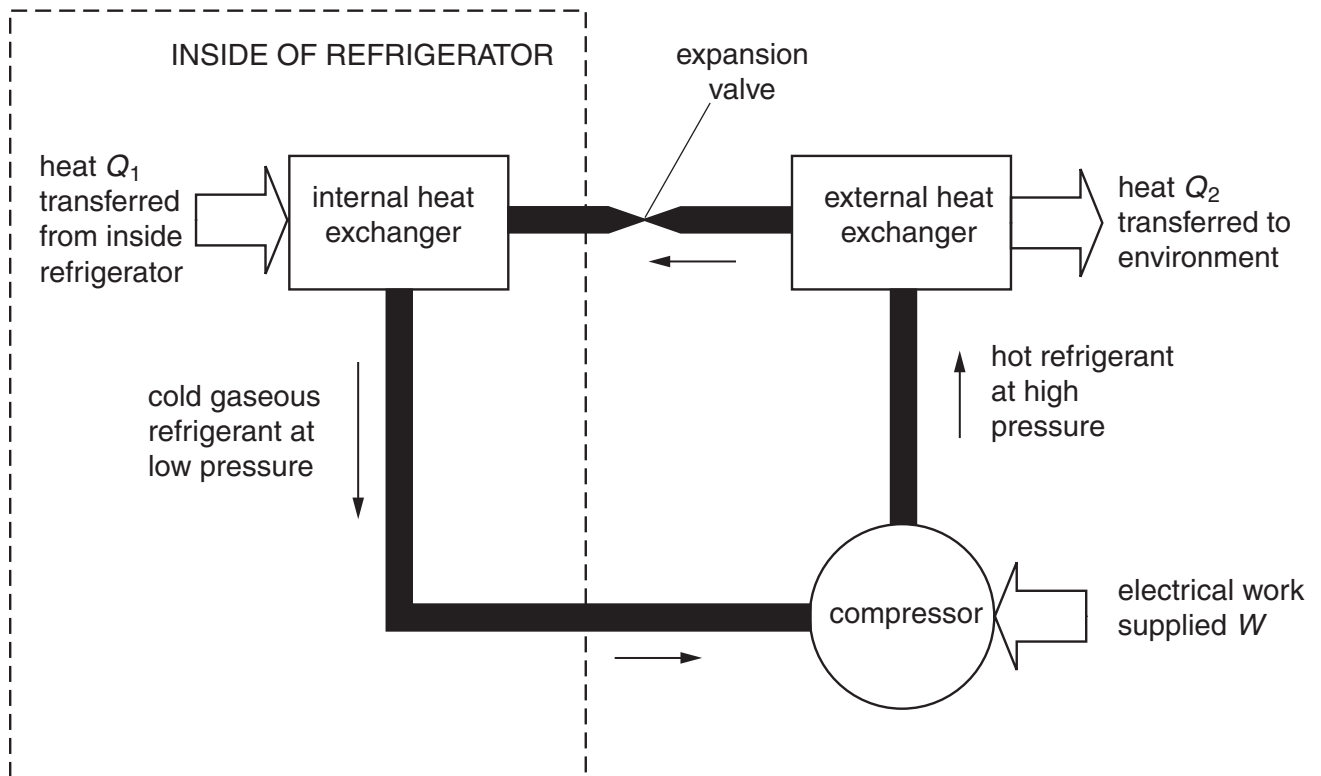 INSIDE OF REFRIGERATOR
expansion
valve
heat Q1
transferred
from inside
refrigerator
internal heat
exchanger
external heat
exchanger
heat Q2
transferred to
environment
cold gaseous
refrigerant at
low pressure
hot refrigerant
at high
pressure
compressor
electrical work
supplied W